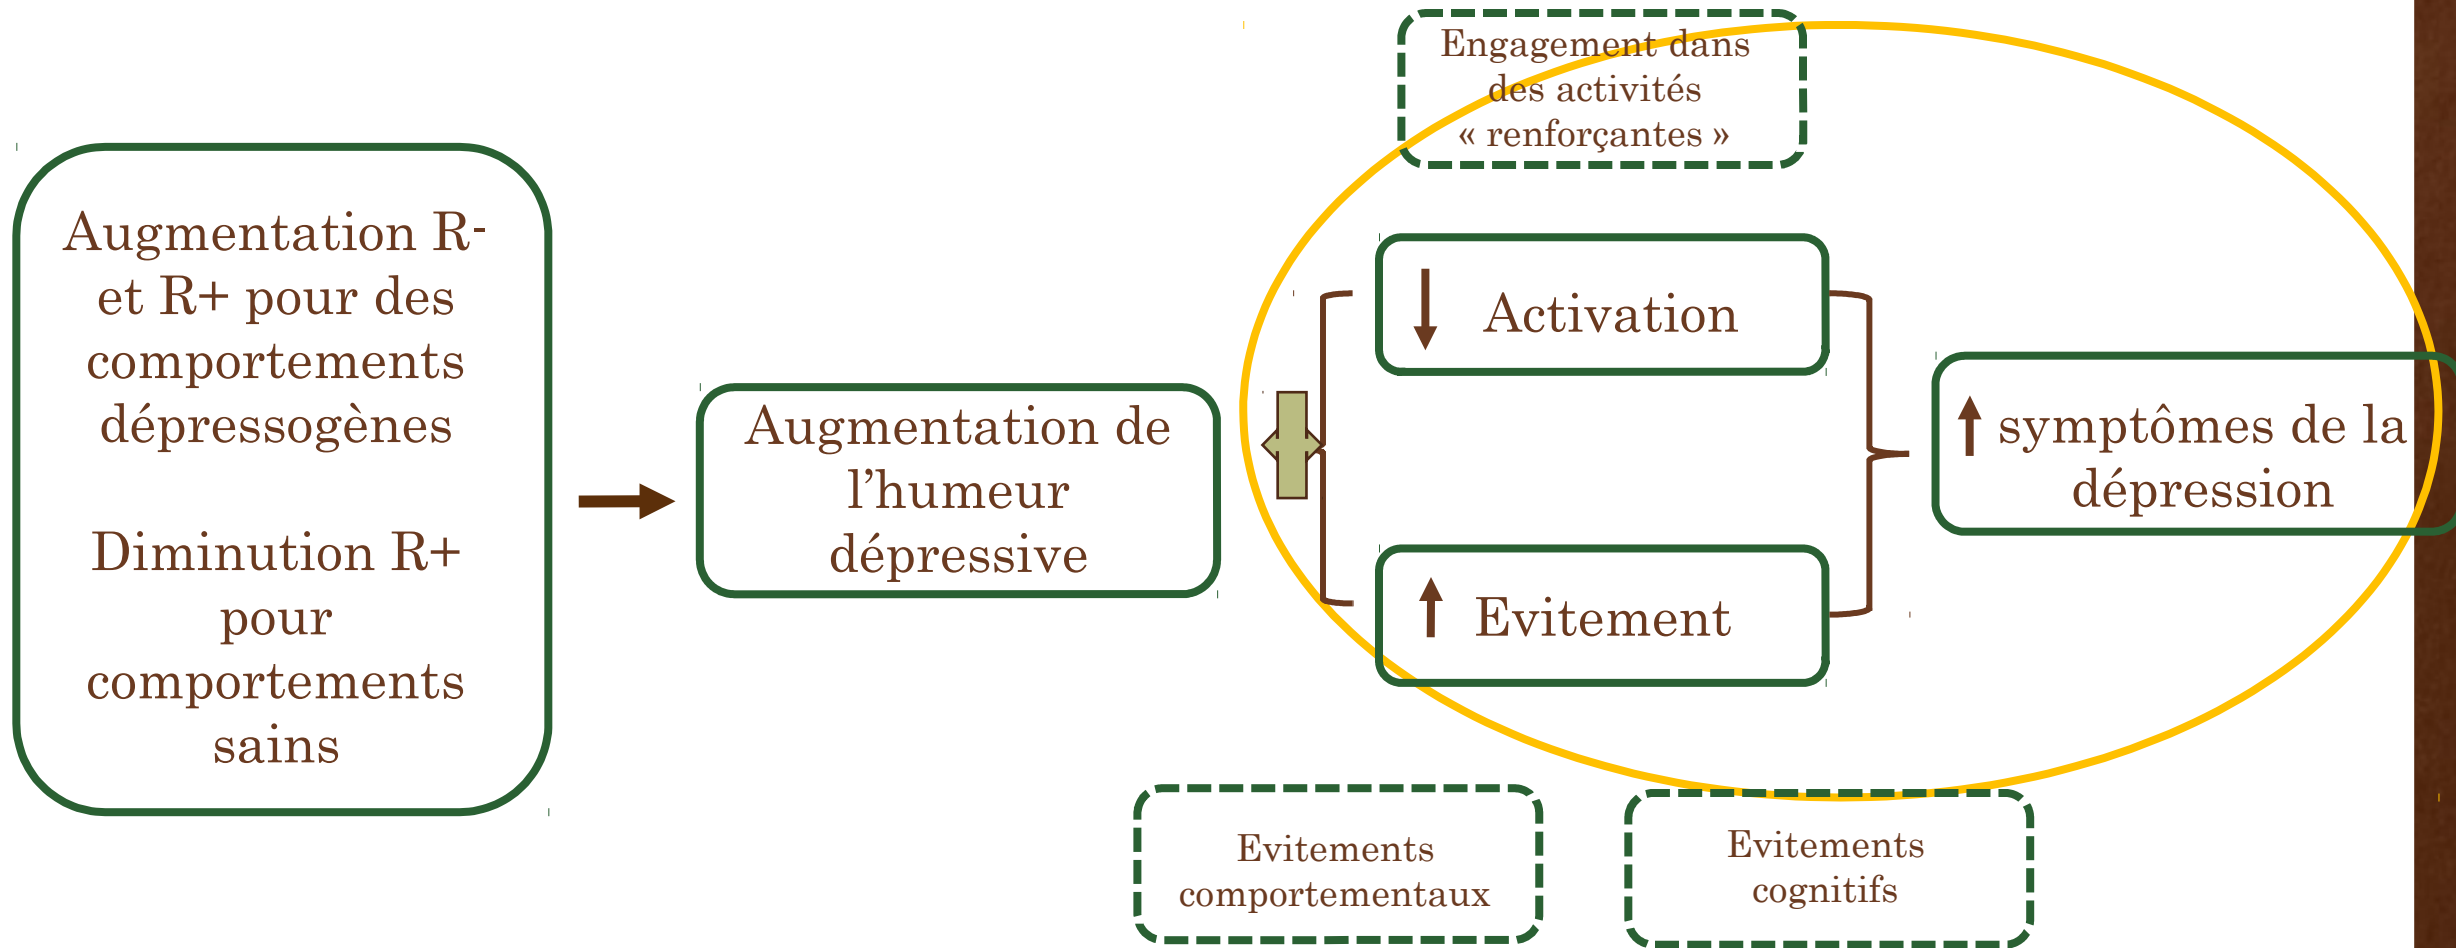 Augmentation R-
et R+ pour des
comportements
dépressogènes
Diminution R+
pour
comportements
sains
Augmentation de
l’humeur
dépressive
Engagement dans
des activités
« renforçantes »
Activation
Evitement
symptômes de la
dépression
Evitements
comportementaux
Evitements
cognitifs